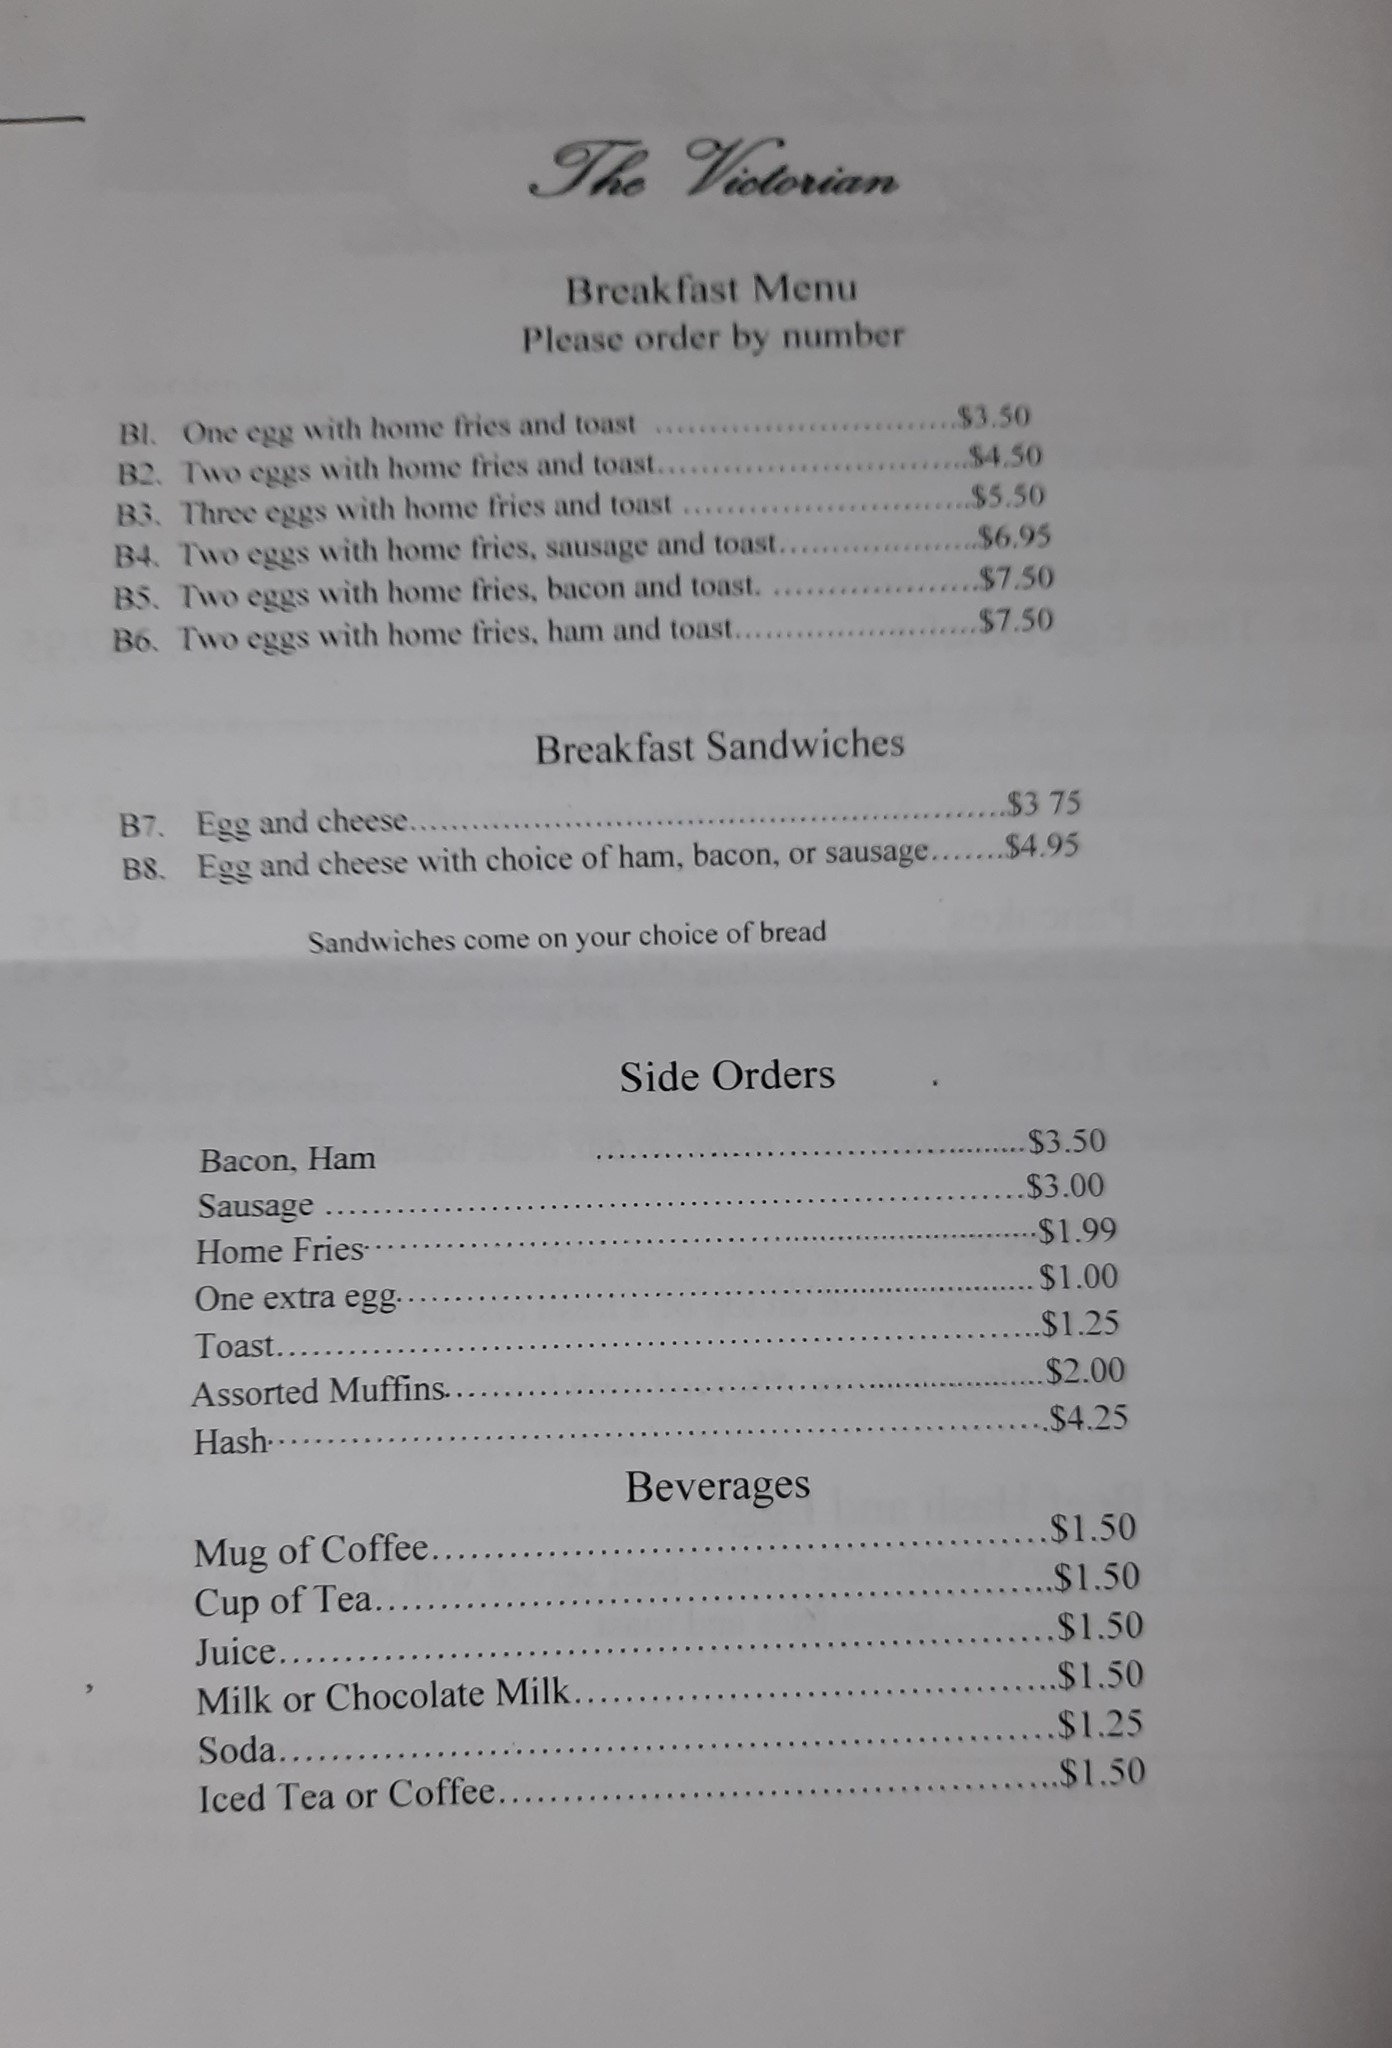 The Victorian
Breakfast Menu
Please order by number
B1. One egg with home fries and toast ..............................$3.50
B2. Two eggs with home fries and toast..............................$4.50
B3. Three eggs with home fries and toast ...........................$5.50
B4. Two eggs with home fries, sausage and toast....................$6.95
B5. Two eggs with home fries, bacon and toast. ....................$7.50
B6. Two eggs with home fries, ham and toast........................$7.50
Breakfast Sandwiches
B7. Egg and cheese..........................................................$3 75
B8. Egg and cheese with choice of ham, bacon, or sausage.......$4.95
Sandwiches come on your choice of bread
Side Orders
Bacon, Ham ..........................................$3.50
Sausage ..............................................................$3.00
Home Fries..............................................................$1.99
One extra egg........................................................... $1.00
Toast.................................................................$1.25
Assorted Muffins.....................................................$2.00
Hash....................................................................$4.25
Beverages
Mug of Coffee....................................................$1.50
Cup of Tea.........................................................$1.50
Juice.................................................................$1.50
Milk or Chocolate Milk.........................................$1.50
Soda.................................................................$1.25
Iced Tea or Coffee...............................................$1.50